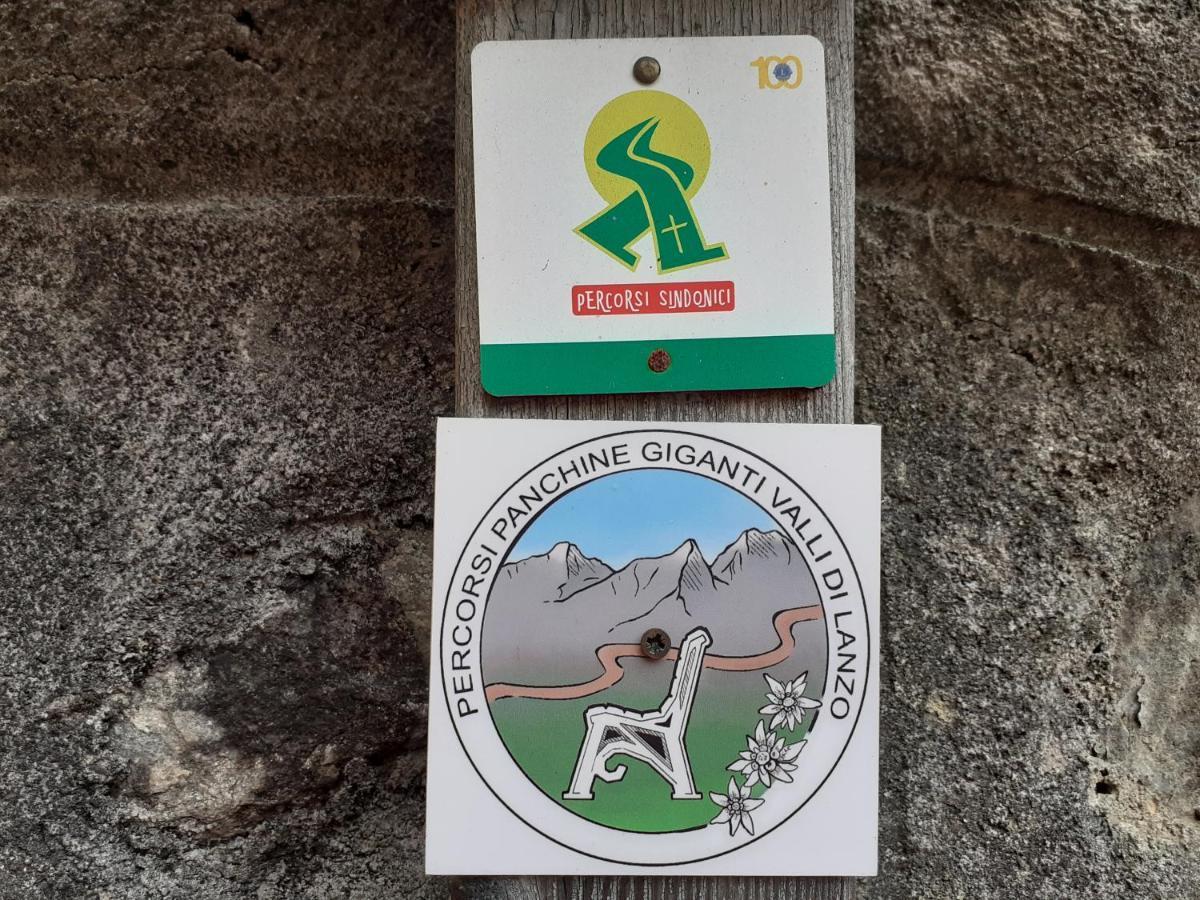 100
PERCORSI SINDONICI
PERCORSI PANCHINE GIGANTI VALLI DI LANZO